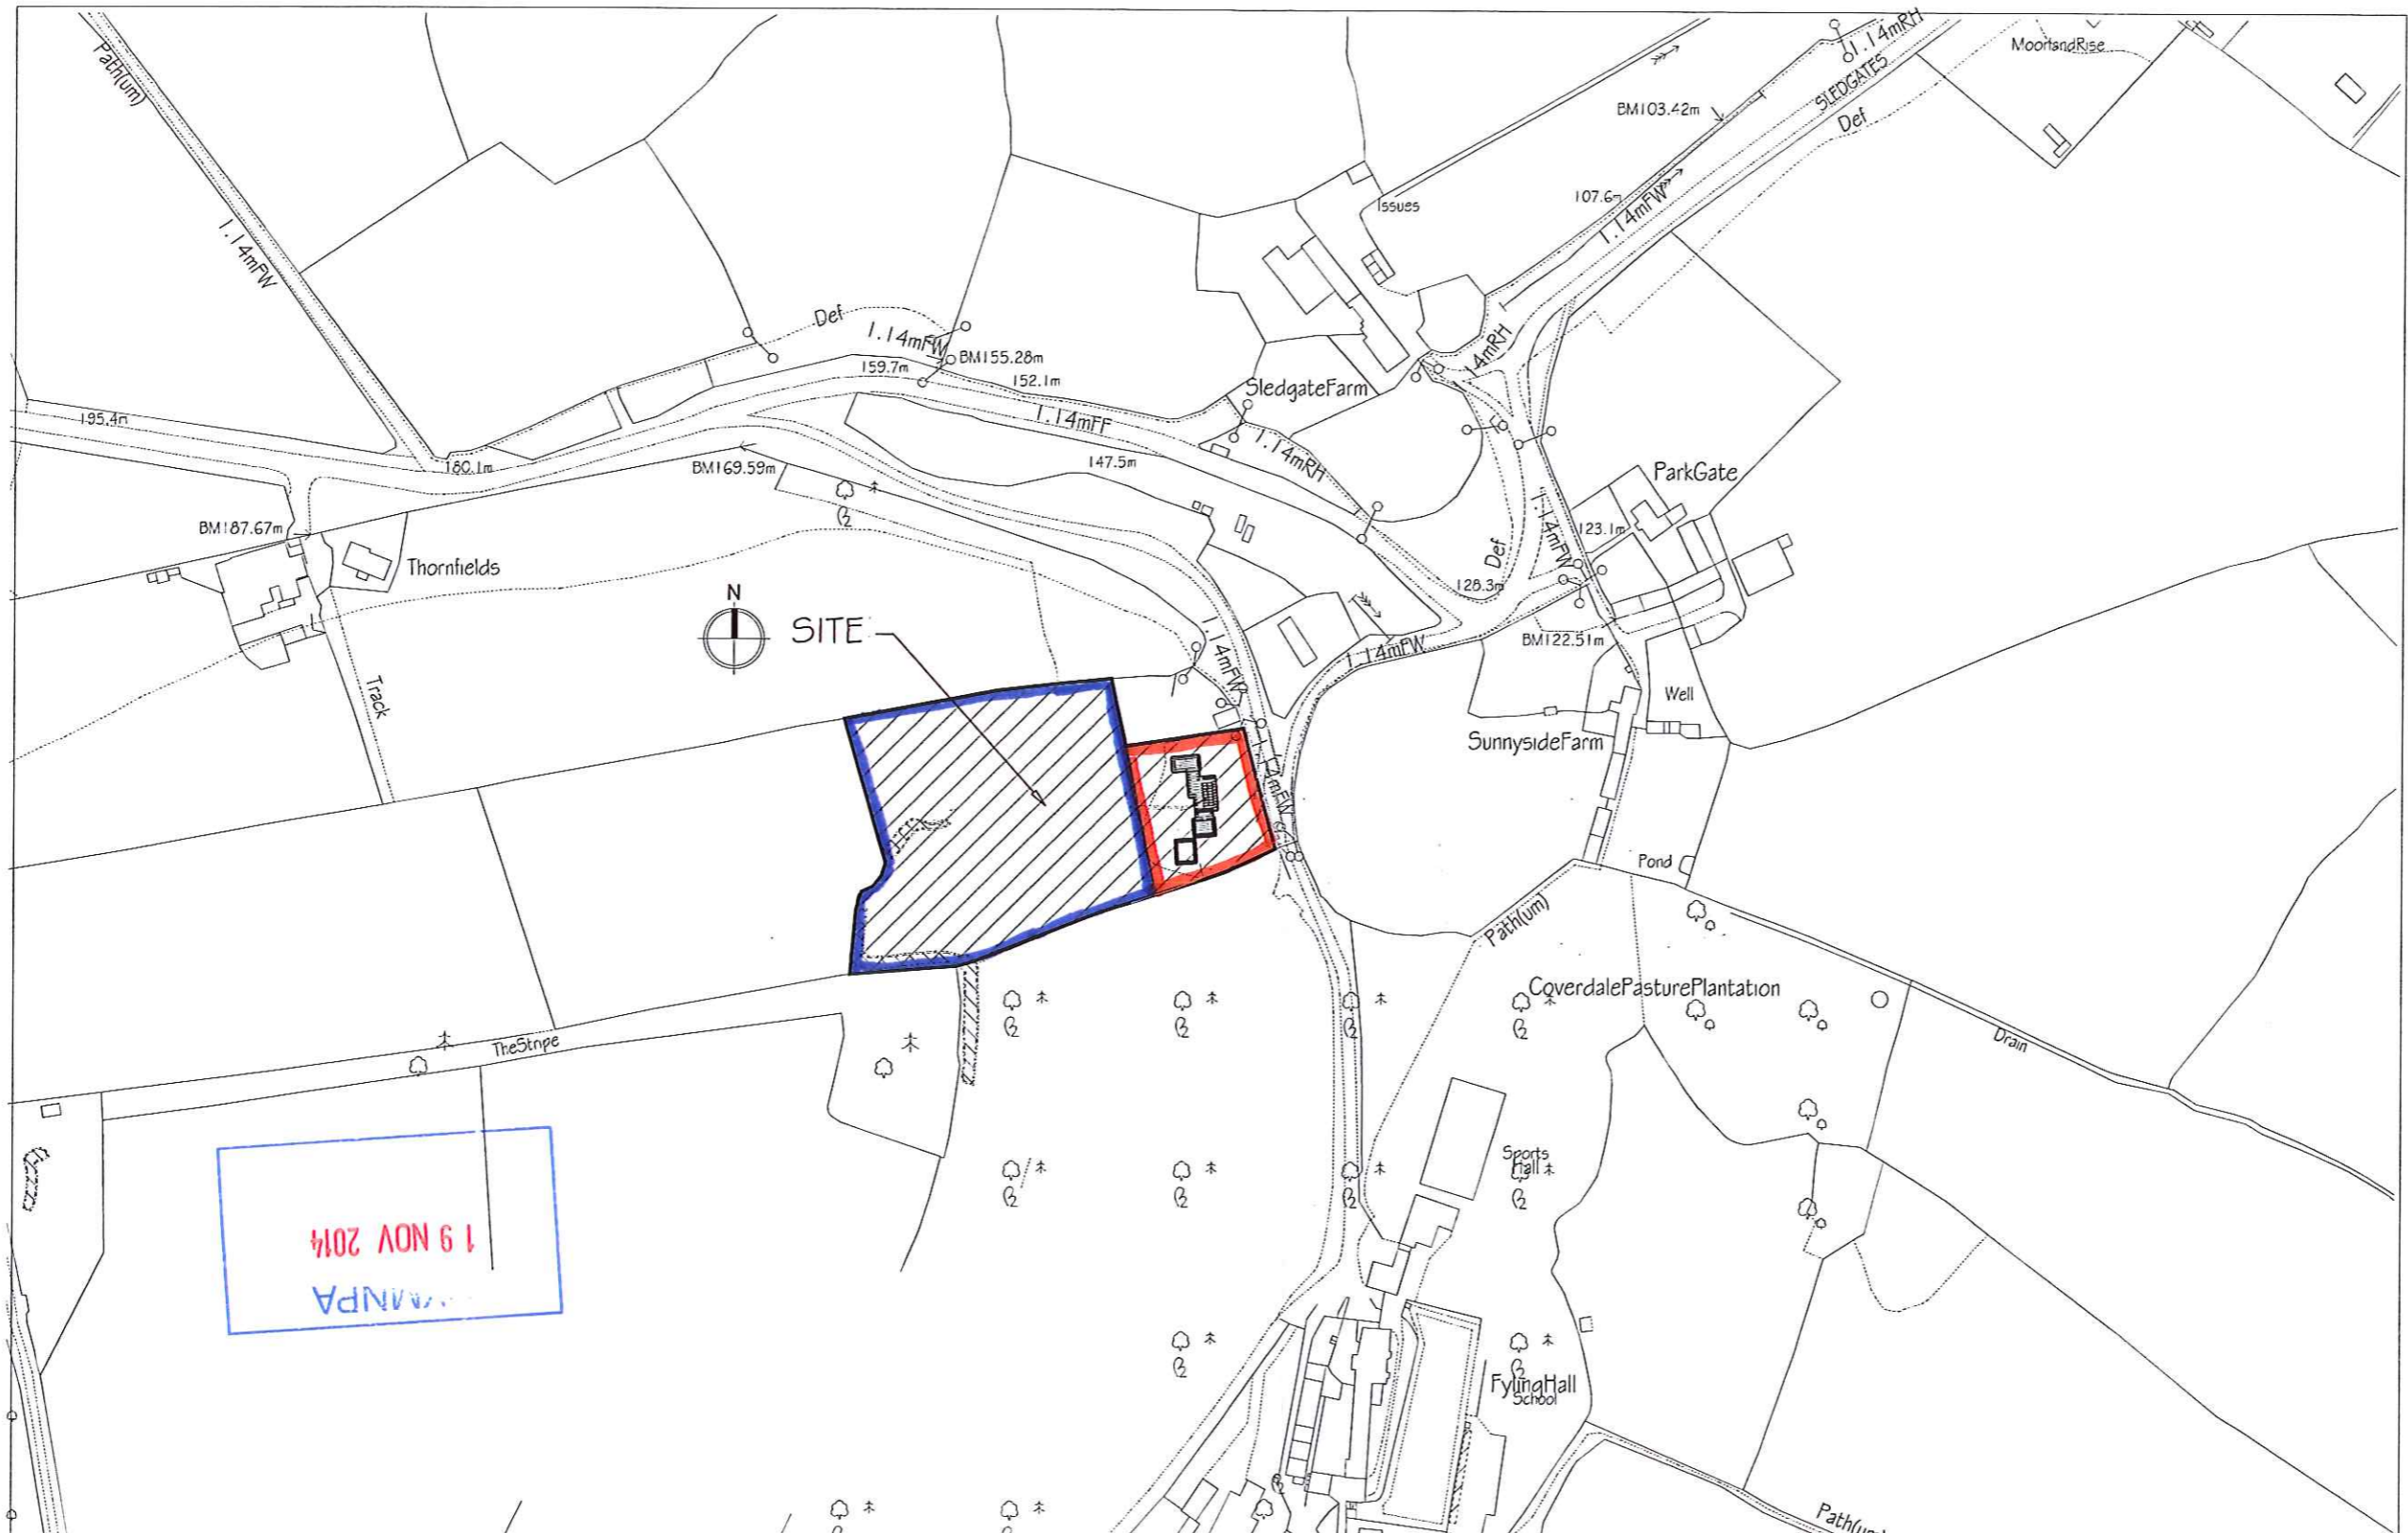 Path(um)
1.14mFW
195.4m
180.1m
BM187.67m
Thornfields
Track
Def
1.14mFW
159.7m
BM155.28m
152.1m
1.14mFF
147.5m
BM169.59m
N
SITE
1.14mFW
1.14mFW
Issues
SledgateFarm
1.14mRH
BM103.42m
107.6m
1.14mFW
1.14mRH
SLEDGATES
Def
MoorlandRise
1.14mRH
ParkGate
123.1m
1.14mFW
Def
128.3m
BM122.51m
1.14mFW
Well
SunnysideFarm
Pond
Path(um)
CoverdalePasturePlantation
Drain
TheStripe
Sports
Hall
FylingHall
School
Path(um)
19 NOV 2014